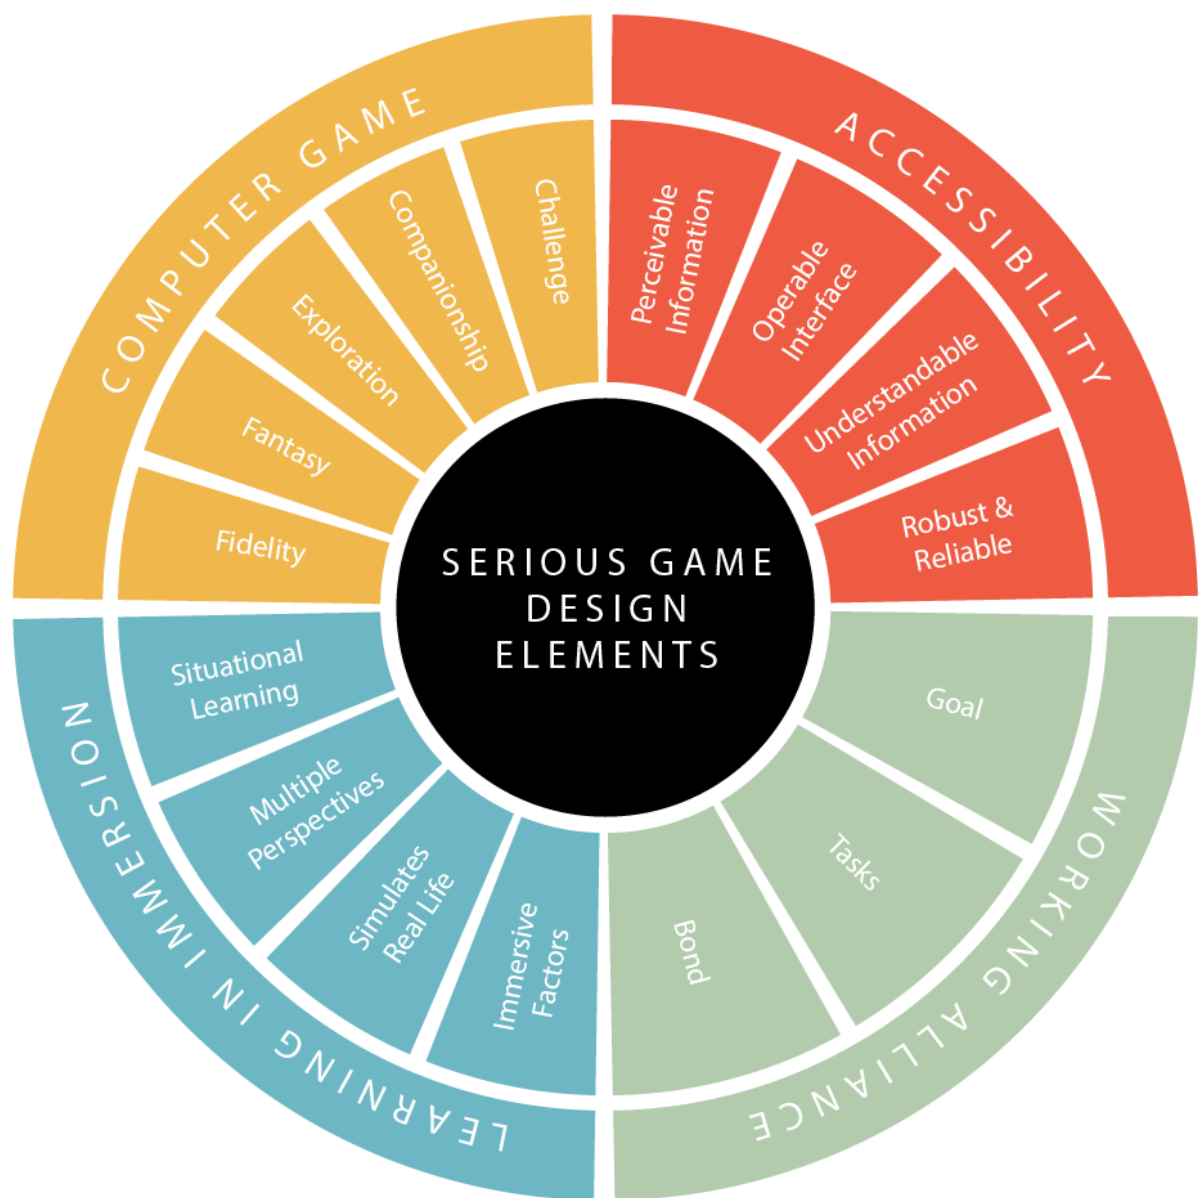 SERIOUS GAME
DESIGN
ELEMENTS
COMPUTER GAME
Fidelity
Fantasy
Exploration
Companionship
Challenge
ACCESSIBILITY
Perceivable
Information
Operable
Interface
Understandable
Information
Robust &
Reliable
WORKING ALLIANCE
Goal
Tasks
Bond
LEARNING IN IMMERSION
Immersive
Factors
Simulates
Real Life
Multiple
Perspectives
Situational
Learning